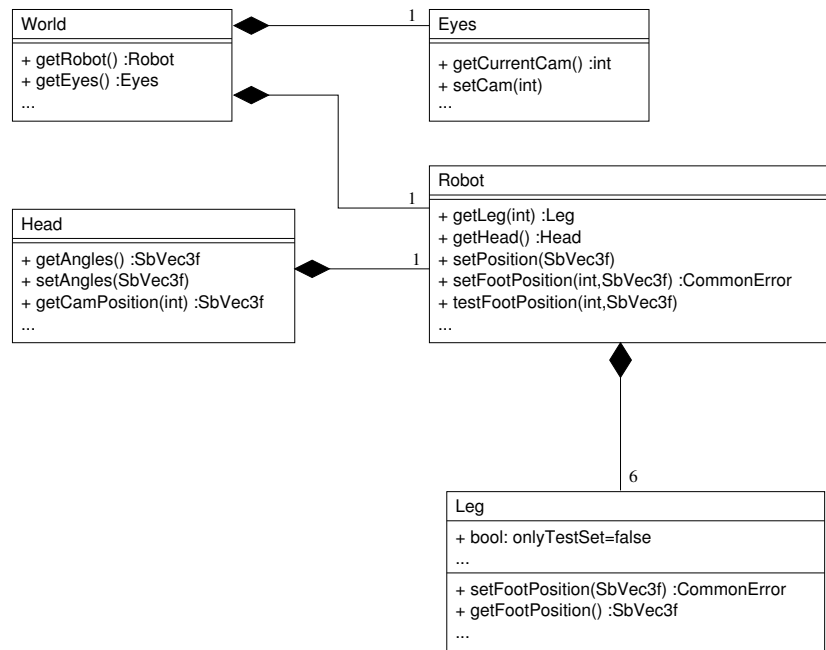 World
+ getRobot() :Robot
+ getEyes() :Eyes
...
1
Eyes
+ getCurrentCam() :int
+ setCam(int)
...
1
Robot
+ getLeg(int) :Leg
+ getHead() :Head
+ setPosition(SbVec3f)
+ setFootPosition(int,SbVec3f) :CommonError
+ testFootPosition(int,SbVec3f)
...
Head
+ getAngles() :SbVec3f
+ setAngles(SbVec3f)
+ getCamPosition(int) :SbVec3f
...
1
6
Leg
+ bool: onlyTestSet=false
...
+ setFootPosition(SbVec3f) :CommonError
+ getFootPosition() :SbVec3f
...